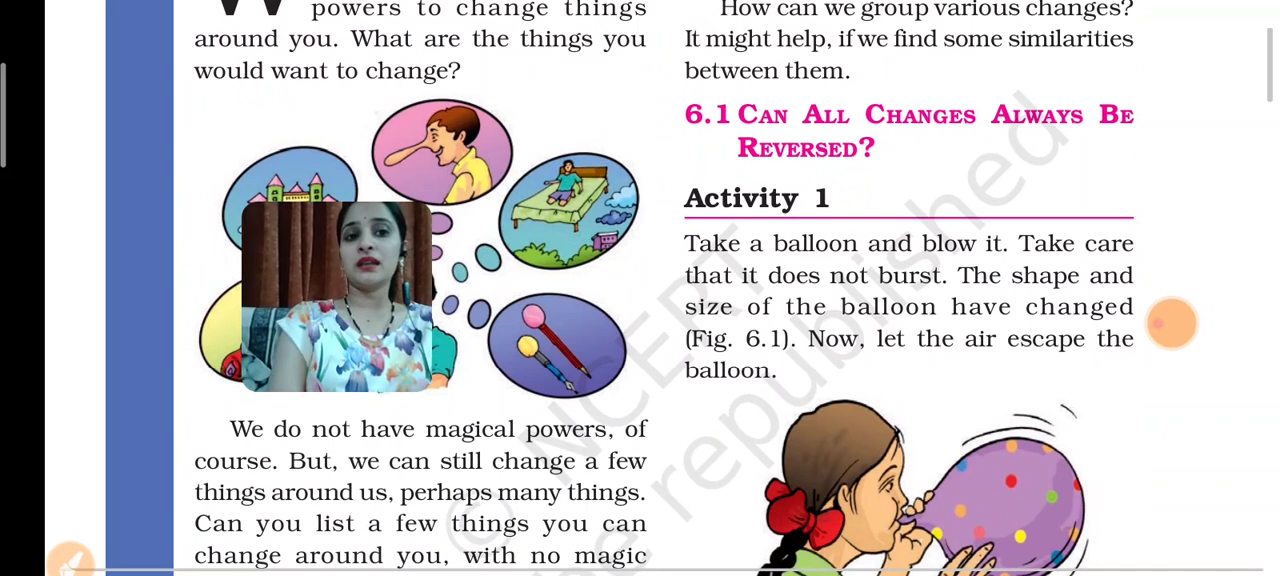 powers to change things
around you. What are the things you
would want to change?
We do not have magical powers, of
course. But, we can still change a few
things around us, perhaps many things.
Can you list a few things you can
change around you, with no magic
How can we group various changes?
It might help, if we find some similarities
between them.
6.1 CAN ALL CHANGES ALWAYS BE
REVERSED?
Activity 1
Take a balloon and blow it. Take care
that it does not burst. The shape and
size of the balloon have changed
(Fig. 6.1). Now, let the air escape the
balloon.
© NCERT
be republished